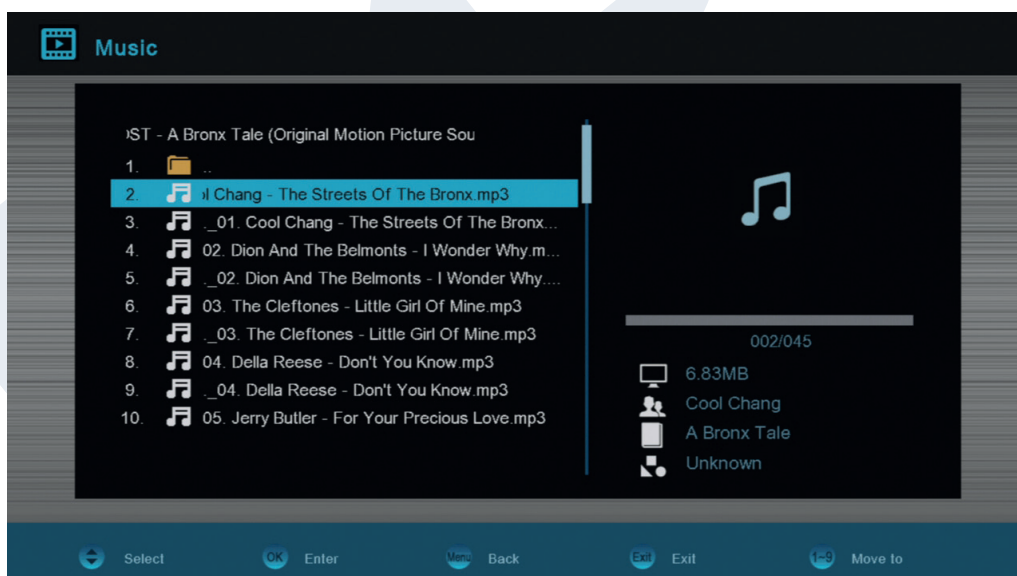 Music
OST - A Bronx Tale (Original Motion Picture Sou
1. ..
2. ol Chang - The Streets Of The Bronx.mp3
3. ._01. Cool Chang - The Streets Of The Bronx...
4. 02. Dion And The Belmonts - I Wonder Why.m...
5. ._02. Dion And The Belmonts - I Wonder Why....
6. 03. The Cleftones - Little Girl Of Mine.mp3
7. ._03. The Cleftones - Little Girl Of Mine.mp3
8. 04. Della Reese - Don't You Know.mp3
9. ._04. Della Reese - Don't You Know.mp3
10. 05. Jerry Butler - For Your Precious Love.mp3
002/045
6.83MB
Cool Chang
A Bronx Tale
Unknown
Select OK Enter Menu Back Exit Exit 1~9 Move to